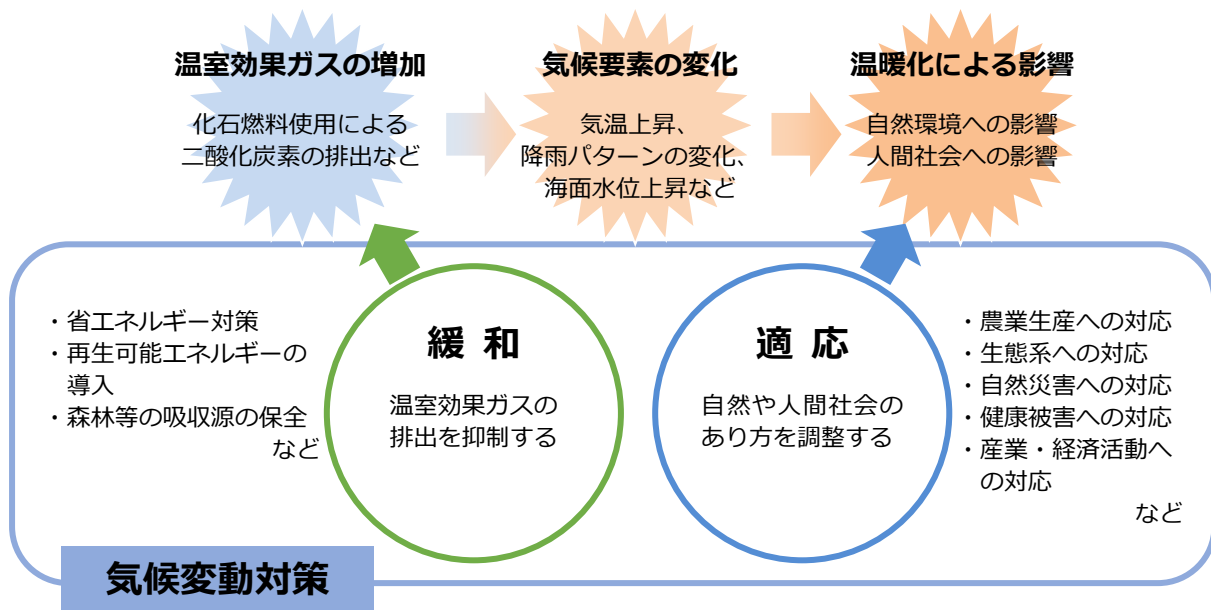 温室効果ガスの増加
化石燃料使用による
二酸化炭素の排出など
気候要素の変化
気温上昇、
降雨パターンの変化、
海面水位上昇など
温暖化による影響
自然環境への影響
人間社会への影響
・省エネルギー対策
・再生可能エネルギーの
導入
・森林等の吸収源の保全
など
緩 和
温室効果ガスの
排出を抑制する
適 応
自然や人間社会の
あり方を調整する
・農業生産への対応
・生態系への対応
・自然災害への対応
・健康被害への対応
・産業・経済活動へ
の対応
など
気候変動対策